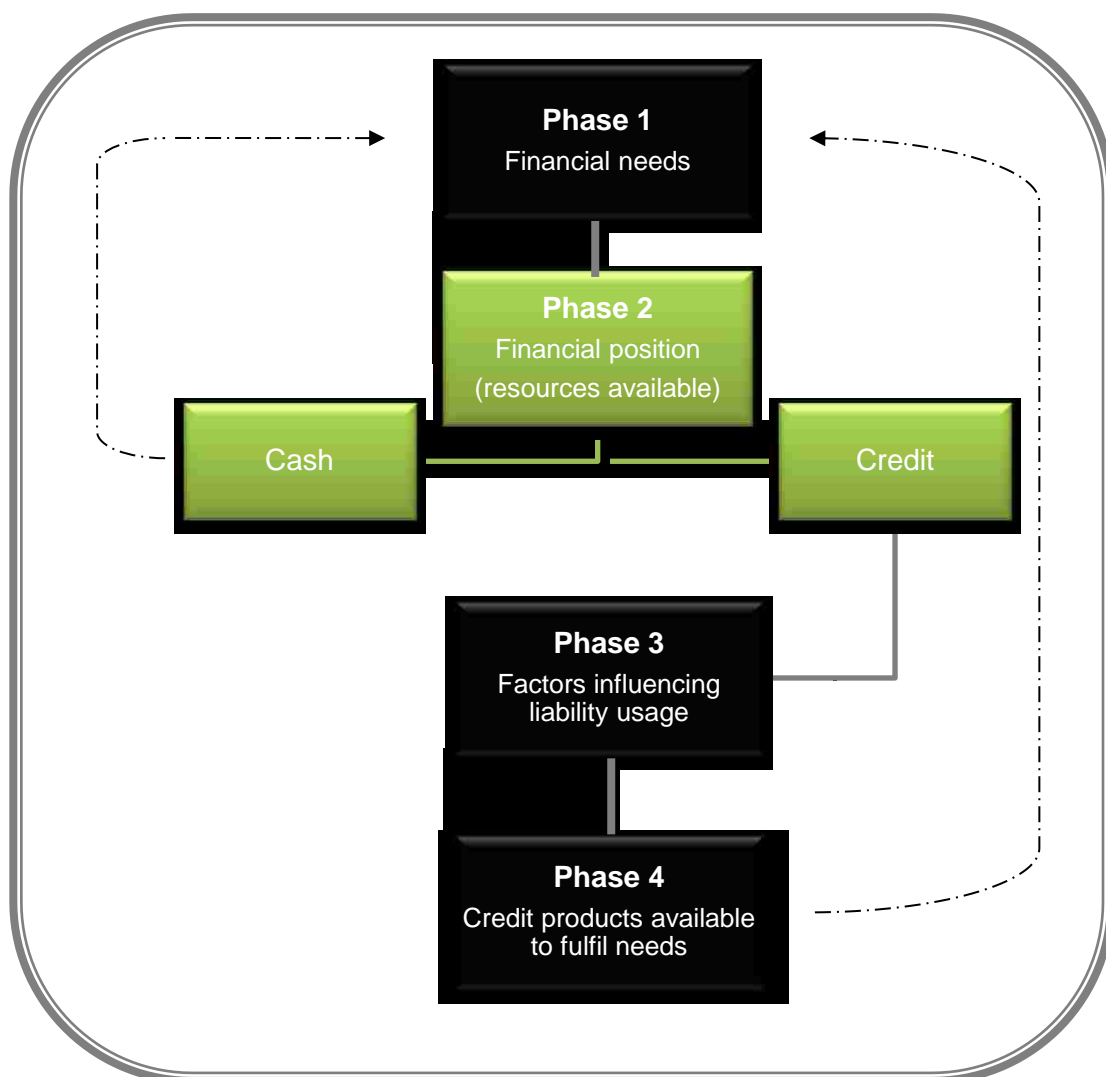 Phase 1
Financial needs
Phase 2
Financial position
(resources available)
Cash
Credit
Phase 3
Factors influencing
liability usage
Phase 4
Credit products available
to fulfil needs